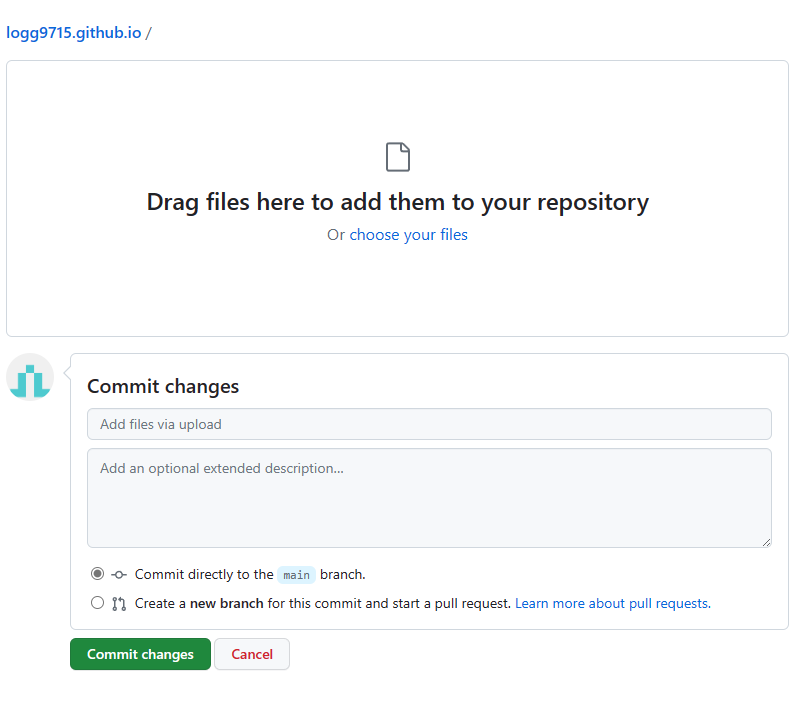 logg9715.github.io /
Drag files here to add them to your repository
Or choose your files
Commit changes
Add files via upload
Add an optional extended description...
Commit directly to the main branch.
Create a new branch for this commit and start a pull request. Learn more about pull requests.
Commit changes Cancel